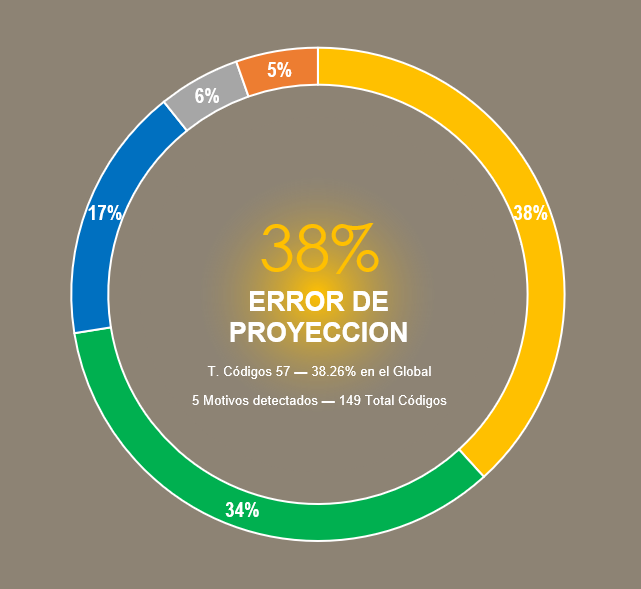 5%
6%
17%
38%
38%
ERROR DE
PROYECCION
T. Códigos 57 — 38.26% en el Global
5 Motivos detectados — 149 Total Códigos
34%